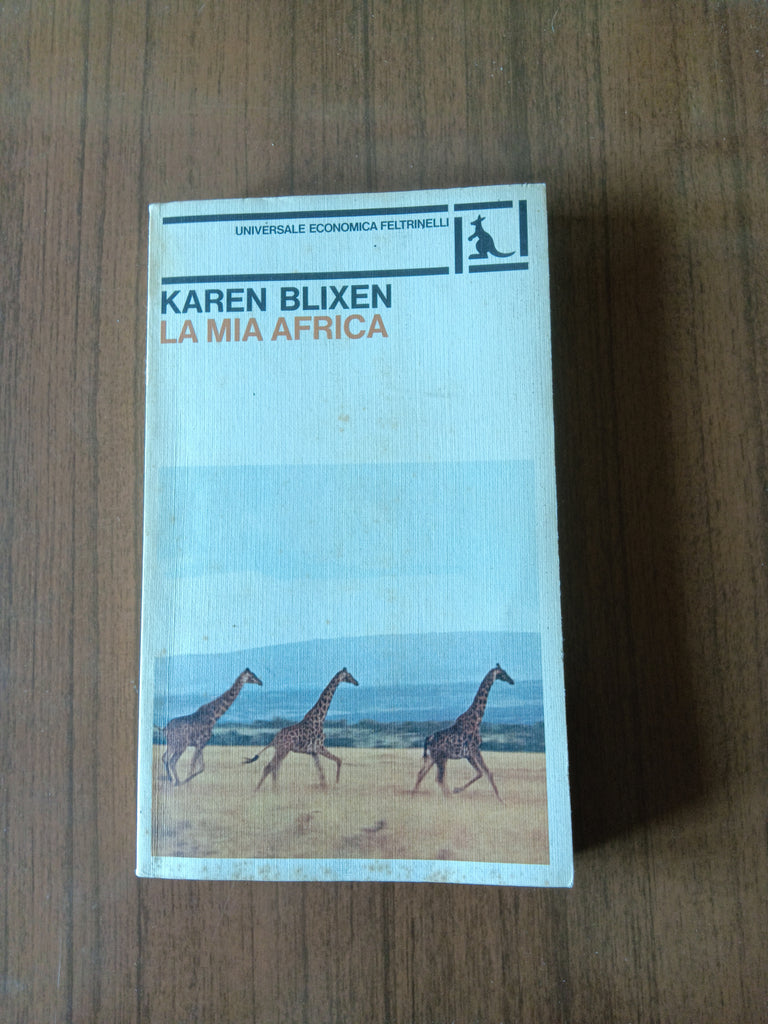 UNIVERSALE ECONOMICA FELTRINELLI
KAREN BLIXEN
LA MIA AFRICA